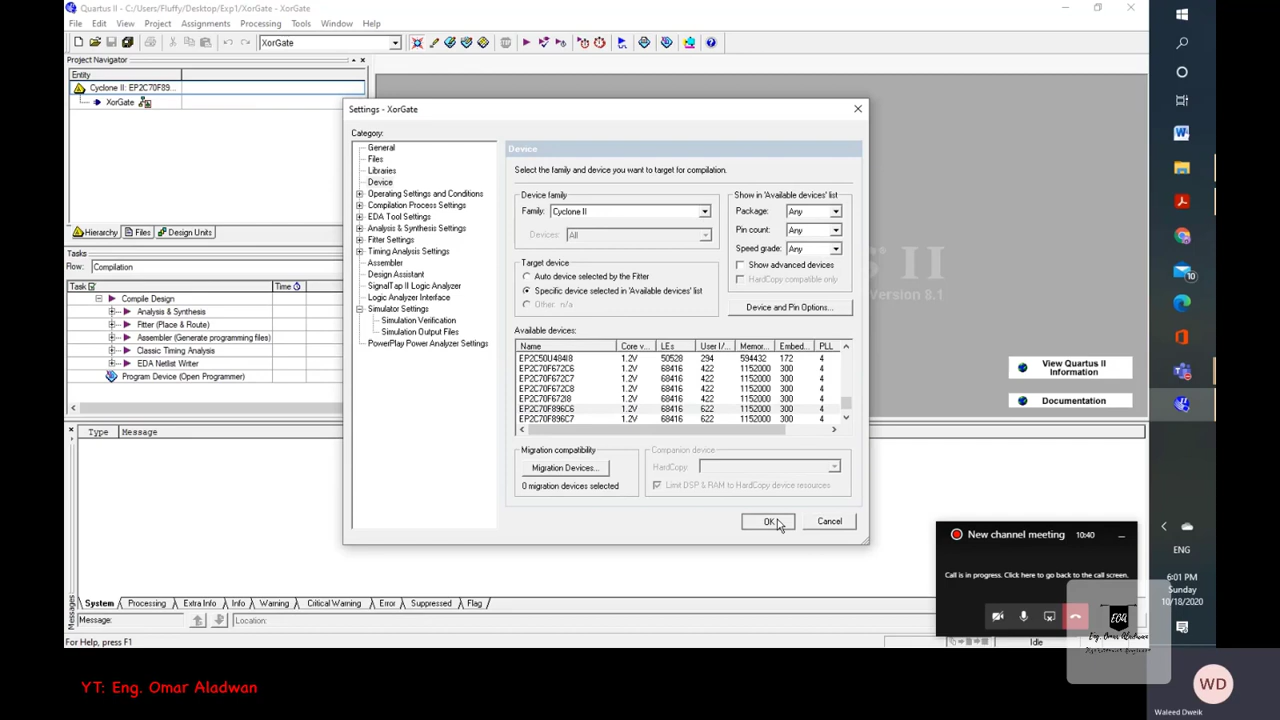 Quartus II - C:/Users/Fluffy/Desktop/Exp1/XorGate - XorGate
File Edit View Project Assignments Processing Tools Window Help
XorGate
Project Navigator
Entity
Cyclone II: EP2C70F89...
XorGate
Hierarchy Files Design Units
Tasks
Flow: Compilation
Task Time
Compile Design
Analysis & Synthesis
Fitter (Place & Route)
Assembler (Generate programming files)
Classic Timing Analysis
EDA Netlist Writer
Program Device (Open Programmer)
Settings - XorGate
Category:
General
Files
Libraries
Device
Operating Settings and Conditions
Compilation Process Settings
EDA Tool Settings
Analysis & Synthesis Settings
Fitter Settings
Timing Analysis Settings
Assembler
Design Assistant
SignalTap II Logic Analyzer
Logic Analyzer Interface
Simulator Settings
Simulation Verification
Simulation Output Files
PowerPlay Power Analyzer Settings
Device
Select the family and device you want to target for compilation.
Device family
Family: Cyclone II
Devices: All
Show in 'Available devices' list
Package: Any
Pin count: Any
Speed grade: Any
Show advanced devices
HardCopy compatible only
Target device
Auto device selected by the Fitter
Specific device selected in 'Available devices' list
Other: n/a
Device and Pin Options...
Available devices:
Name Core v... LEs User I/... Memor... Embed... PLL
EP2C50U484I8 1.2V 50528 294 594432 172 4
EP2C70F672C6 1.2V 68416 422 1152000 300 4
EP2C70F672C7 1.2V 68416 422 1152000 300 4
EP2C70F672C8 1.2V 68416 422 1152000 300 4
EP2C70F672I8 1.2V 68416 422 1152000 300 4
EP2C70F896C6 1.2V 68416 622 1152000 300 4
EP2C70F896C7 1.2V 68416 622 1152000 300 4
Migration compatibility
Migration Devices...
0 migration devices selected
Companion device
HardCopy:
Limit DSP & RAM to HardCopy device resources
OK Cancel
S II
Version 8.1
View Quartus II
Information
Documentation
Type Message
System Processing Extra Info Info Warning Critical Warning Error Suppressed Flag
Message: Location:
Messages
For Help, press F1
Idle
New channel meeting 10:40
Call is in progress. Click here to go back to the call screen.
10
ENG
6:01 PM
Sunday
10/18/2020
EOA
Eng. Omar Aladwan
YT: Eng. Omar Aladwan
WD
Waleed Dweik